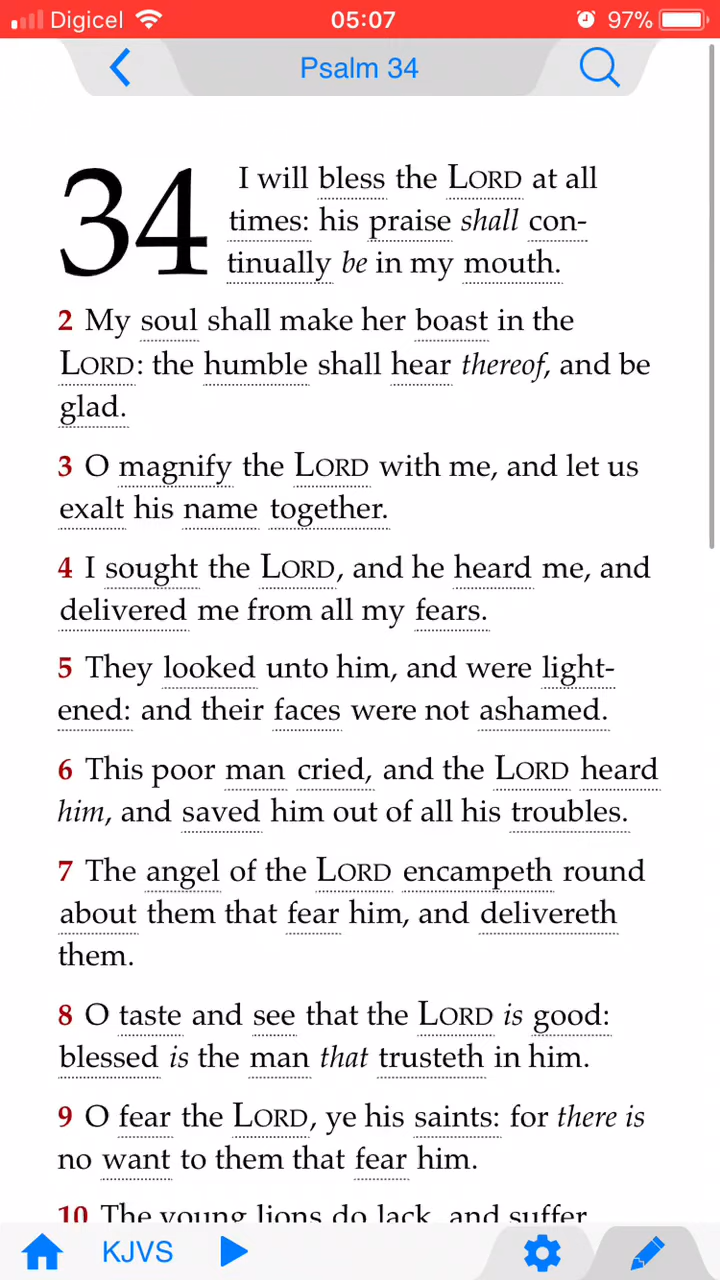 Digicel 05:07 97%
Psalm 34
34 I will bless the LORD at all
times: his praise shall con-
tinually be in my mouth.
2 My soul shall make her boast in the
LORD: the humble shall hear thereof, and be
glad.
3 O magnify the LORD with me, and let us
exalt his name together.
4 I sought the LORD, and he heard me, and
delivered me from all my fears.
5 They looked unto him, and were light-
ened: and their faces were not ashamed.
6 This poor man cried, and the LORD heard
him, and saved him out of all his troubles.
7 The angel of the LORD encampeth round
about them that fear him, and delivereth
them.
8 O taste and see that the LORD is good:
blessed is the man that trusteth in him.
9 O fear the LORD, ye his saints: for there is
no want to them that fear him.
10 The young lions do lack, and suffer
KJVS